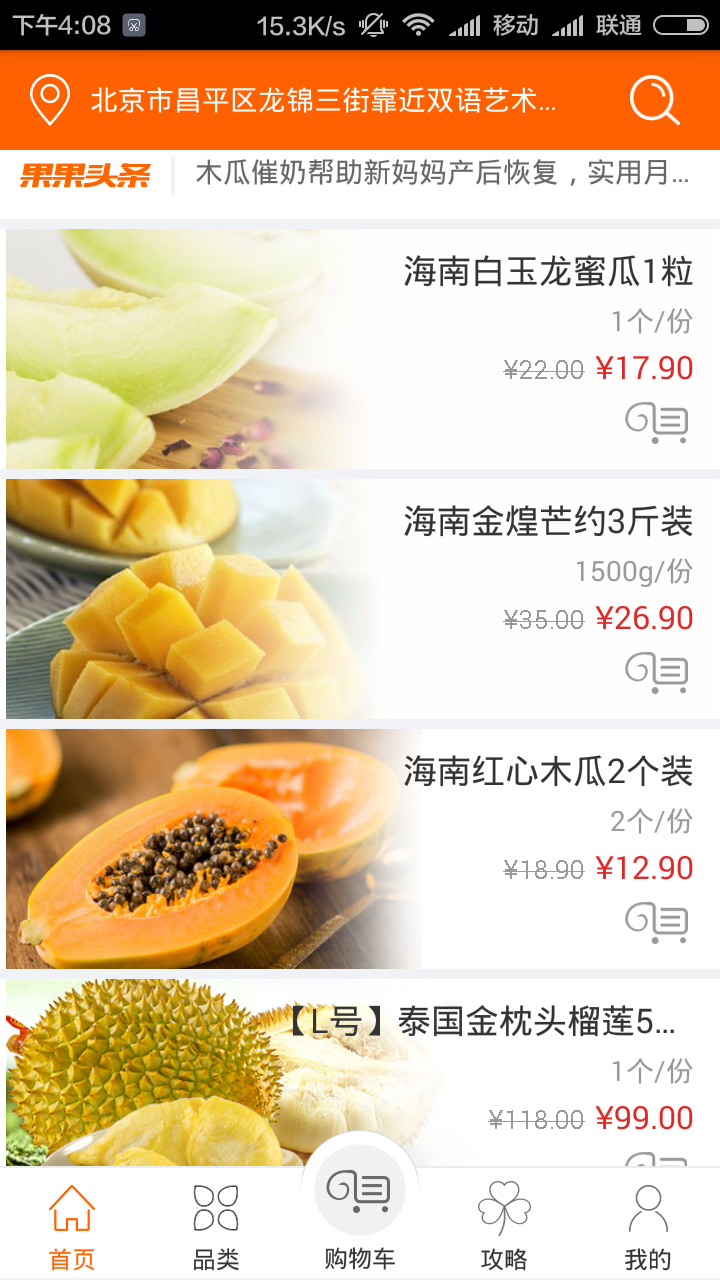 下午4:08 15.3K/s 移动 联通
北京市昌平区龙锦三街靠近双语艺术...
果果头条 木瓜催奶帮助新妈妈产后恢复，实用月...
海南白玉龙蜜瓜1粒
1个/份
¥22.00 ¥17.90
海南金煌芒约3斤装
1500g/份
¥35.00 ¥26.90
海南红心木瓜2个装
2个/份
¥18.90 ¥12.90
【L号】泰国金枕头榴莲5...
1个/份
¥118.00 ¥99.00
首页 品类 购物车 攻略 我的